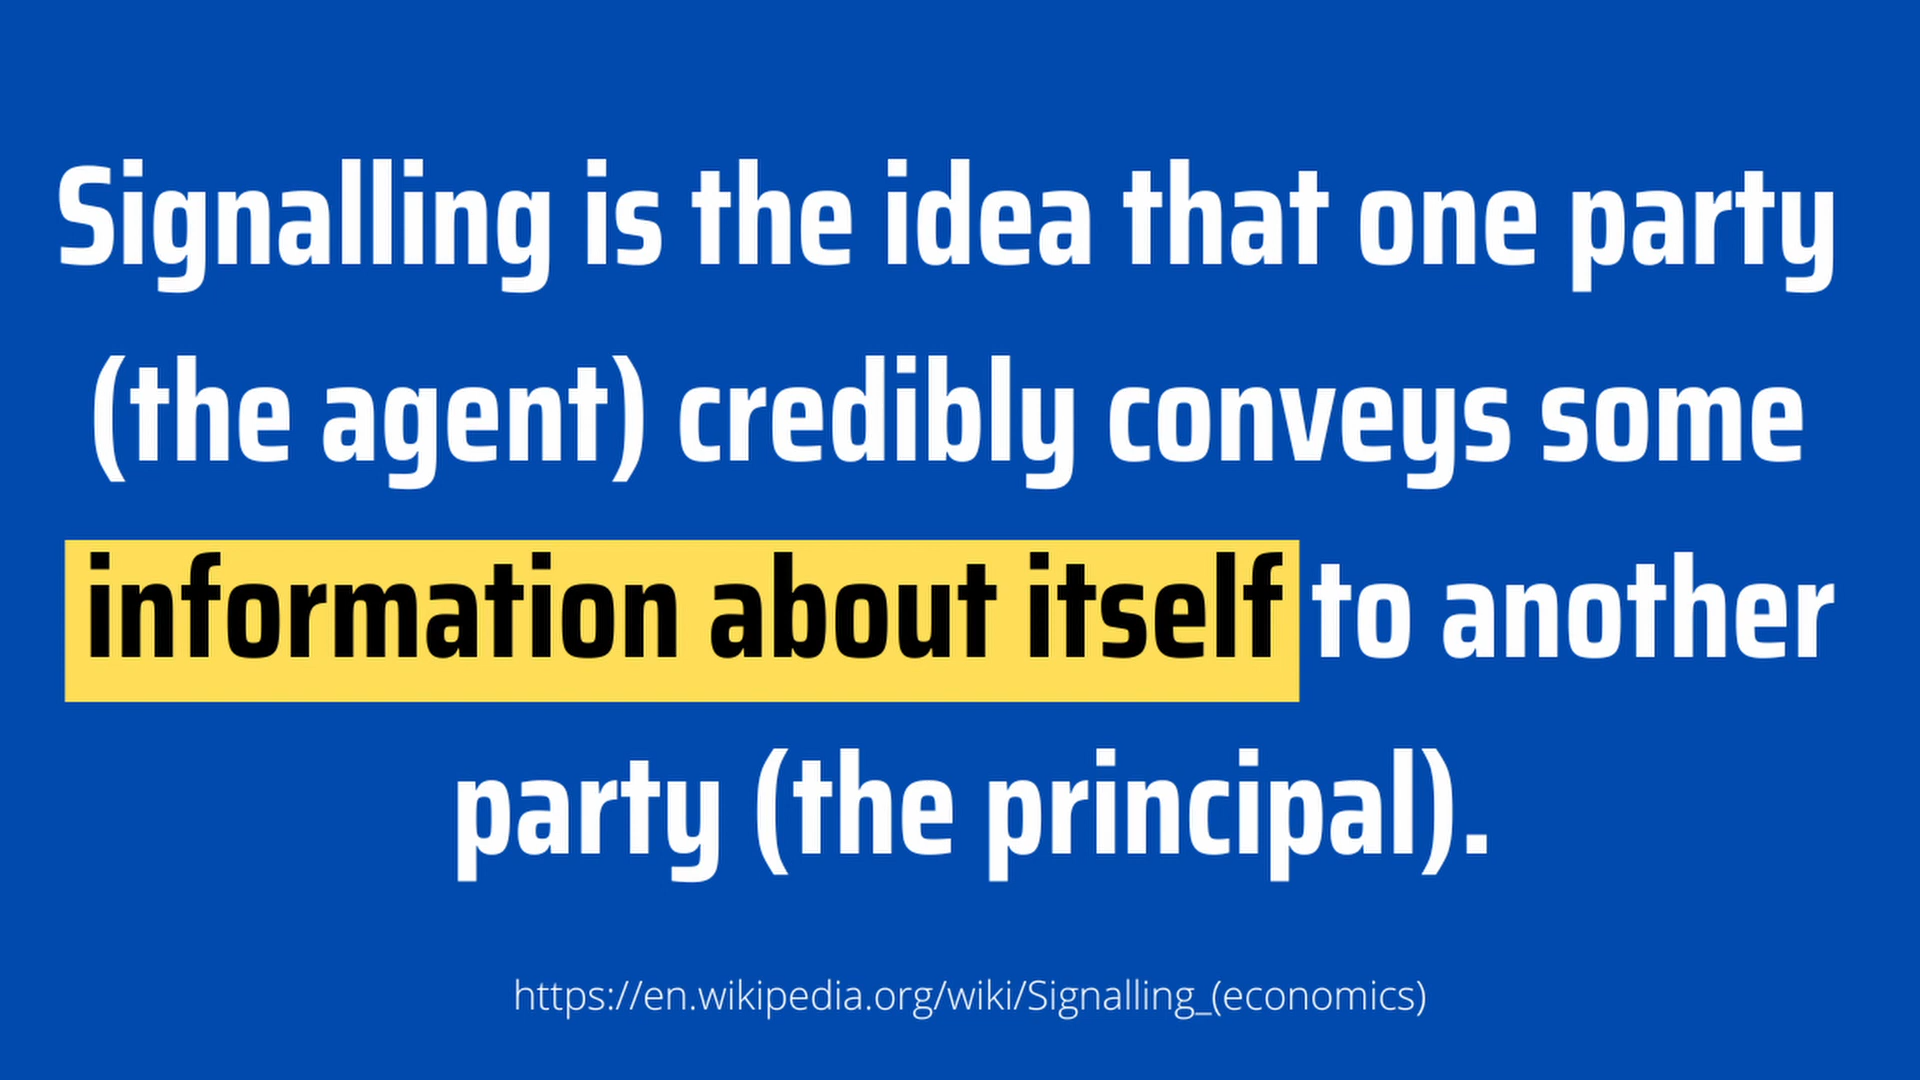 Signalling is the idea that one party
(the agent) credibly conveys some
information about itself to another
party (the principal).
https://en.wikipedia.org/wiki/Signalling_(economics)